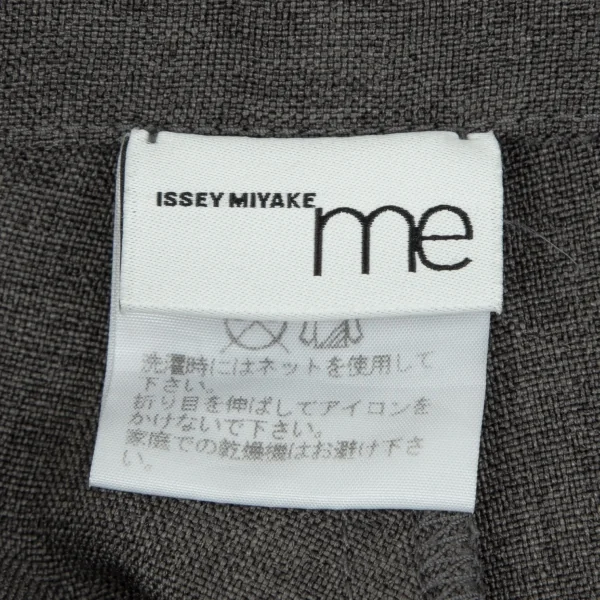 ISSEY MIYAKE
me
洗濯時にはネットを使用して
下さい。
折り目を伸ばしてアイロンを
かけないで下さい。
家庭での乾燥機はお避け下さ
い。